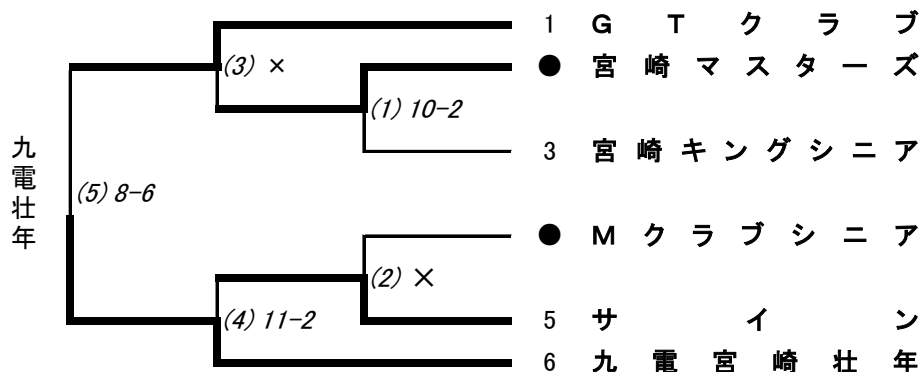 1 GTクラブ
● 宮崎マスターズ
(3) ×
(1) 10-2
3 宮崎キングシニア
九電壮年
(5) 8-6
● Mクラブシニア
(2) ×
5 サイン
(4) 11-2
6 九電宮崎壮年